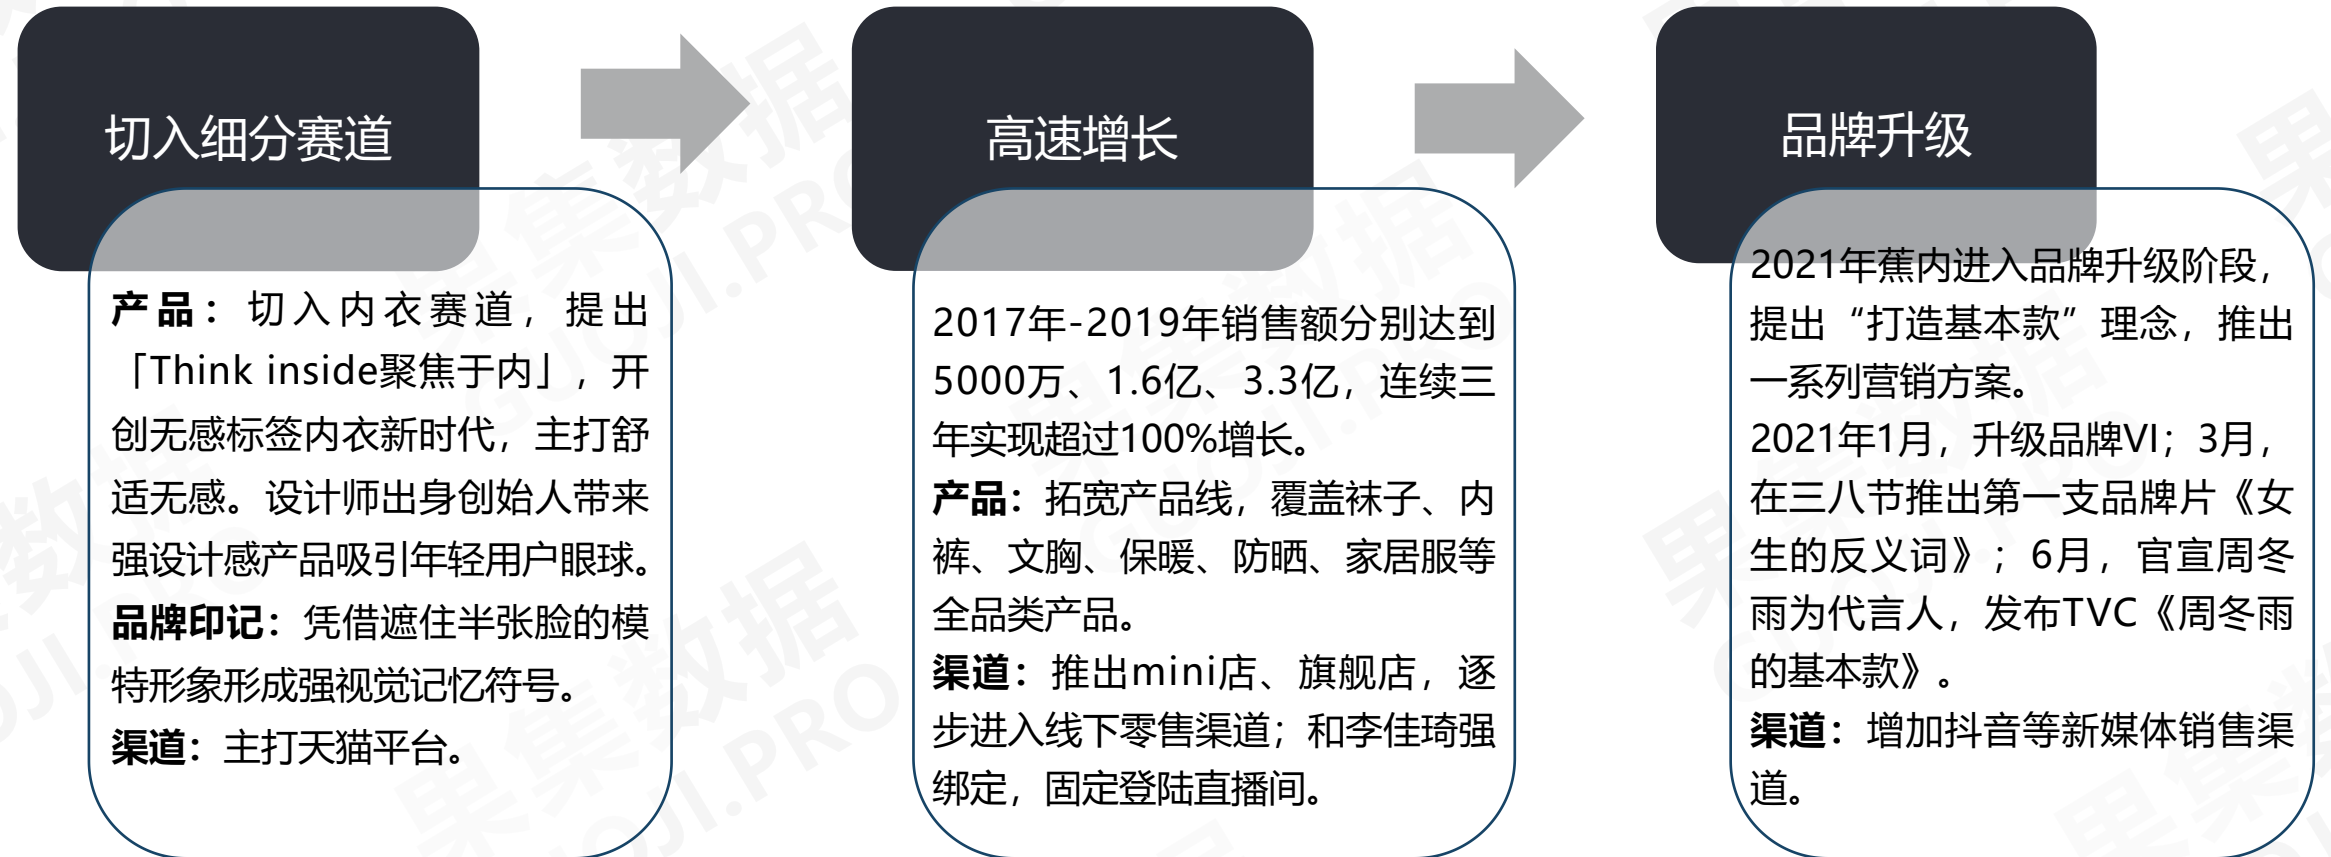 切入细分赛道
产品：切入内衣赛道，提出
「Think inside聚焦于内」，开
创无感标签内衣新时代，主打舒
适无感。设计师出身创始人带来
强设计感产品吸引年轻用户眼球。
品牌印记：凭借遮住半张脸的模
特形象形成强视觉记忆符号。
渠道：主打天猫平台。
高速增长
2017年-2019年销售额分别达到
5000万、1.6亿、3.3亿，连续三
年实现超过100%增长。
产品：拓宽产品线，覆盖袜子、内
裤、文胸、保暖、防晒、家居服等
全品类产品。
渠道：推出mini店、旗舰店，逐
步进入线下零售渠道；和李佳琦强
绑定，固定登陆直播间。
品牌升级
2021年蕉内进入品牌升级阶段，
提出“打造基本款”理念，推出
一系列营销方案。
2021年1月，升级品牌VI；3月，
在三八节推出第一支品牌片《女
生的反义词》；6月，官宣周冬
雨为代言人，发布TVC《周冬雨
的基本款》。
渠道：增加抖音等新媒体销售渠
道。
果集数据
GUOJI.PRO